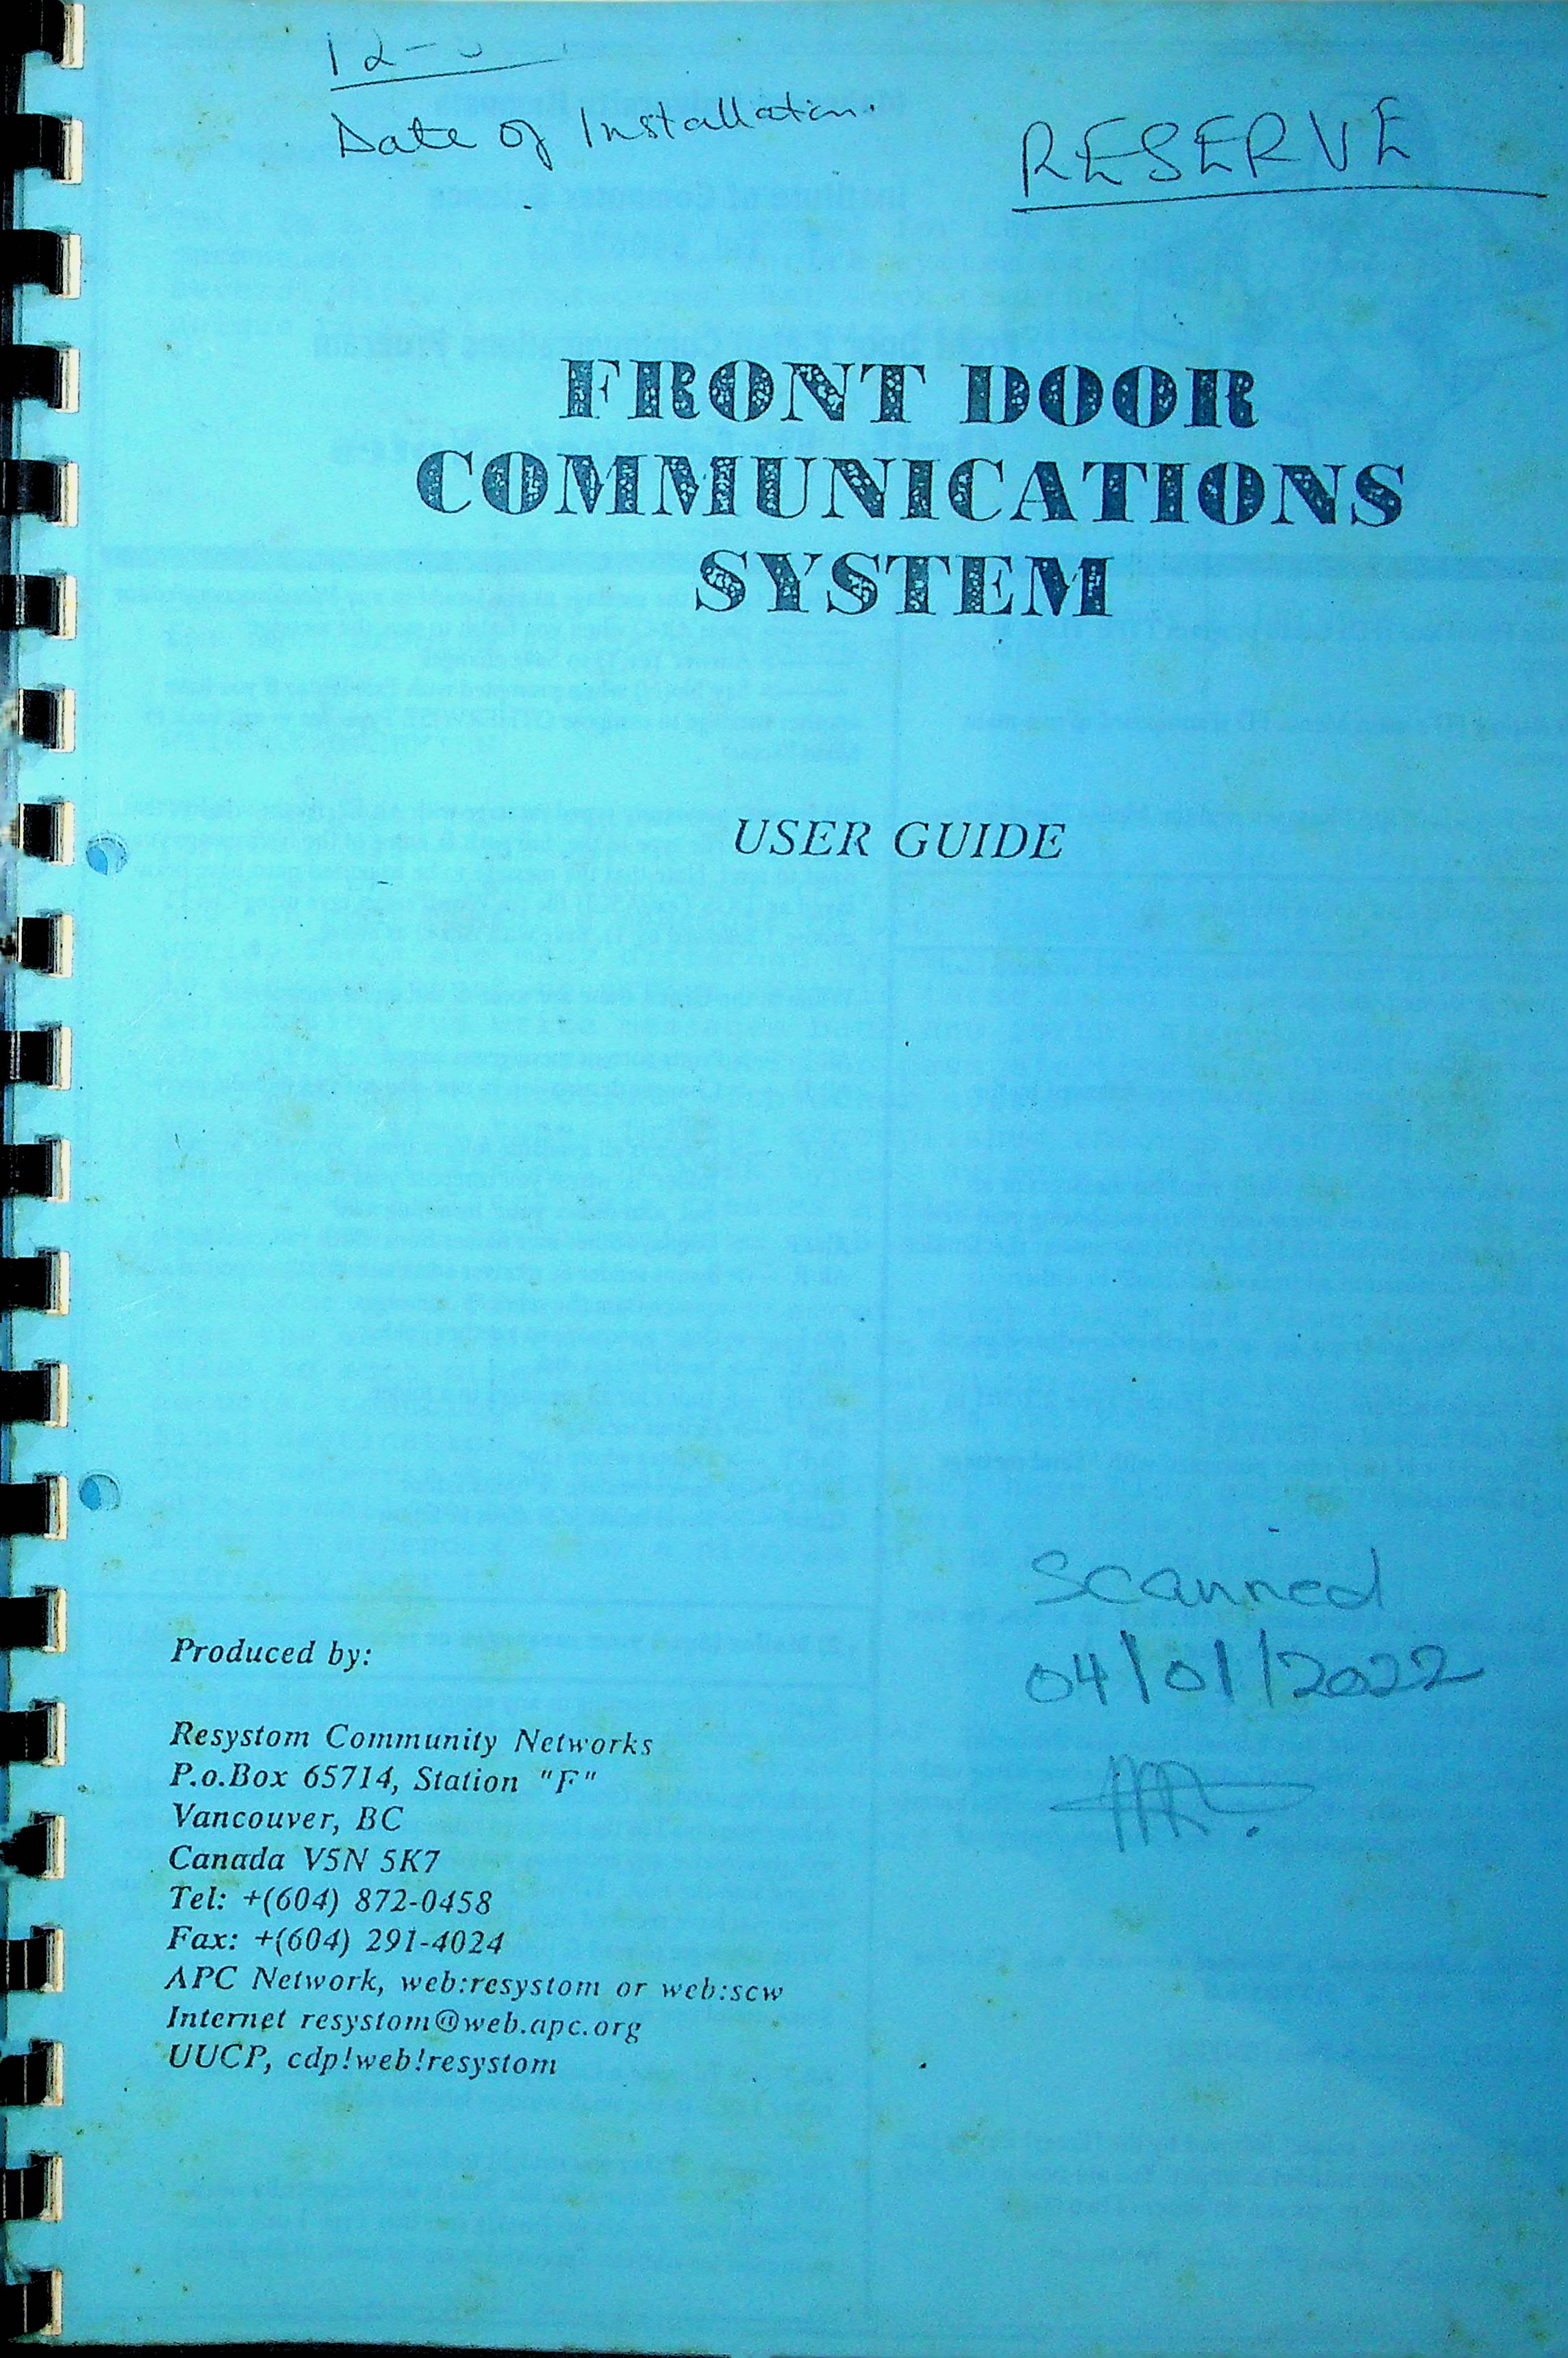 12-
Date of Installation.
RESERVE
FRONT DOOR
COMMUNICATIONS
SYSTEM
USER GUIDE
Scanned
04/01/2022
Produced by:
Resystom Community Networks
P.o.Box 65714, Station "F"
Vancouver, BC
Canada V5N 5K7
Tel: +(604) 872-0458
Fax: +(604) 291-4024
APC Network, web:resystom or web:scw
Internet resystom@web.apc.org
UUCP, cdp!web!resystom